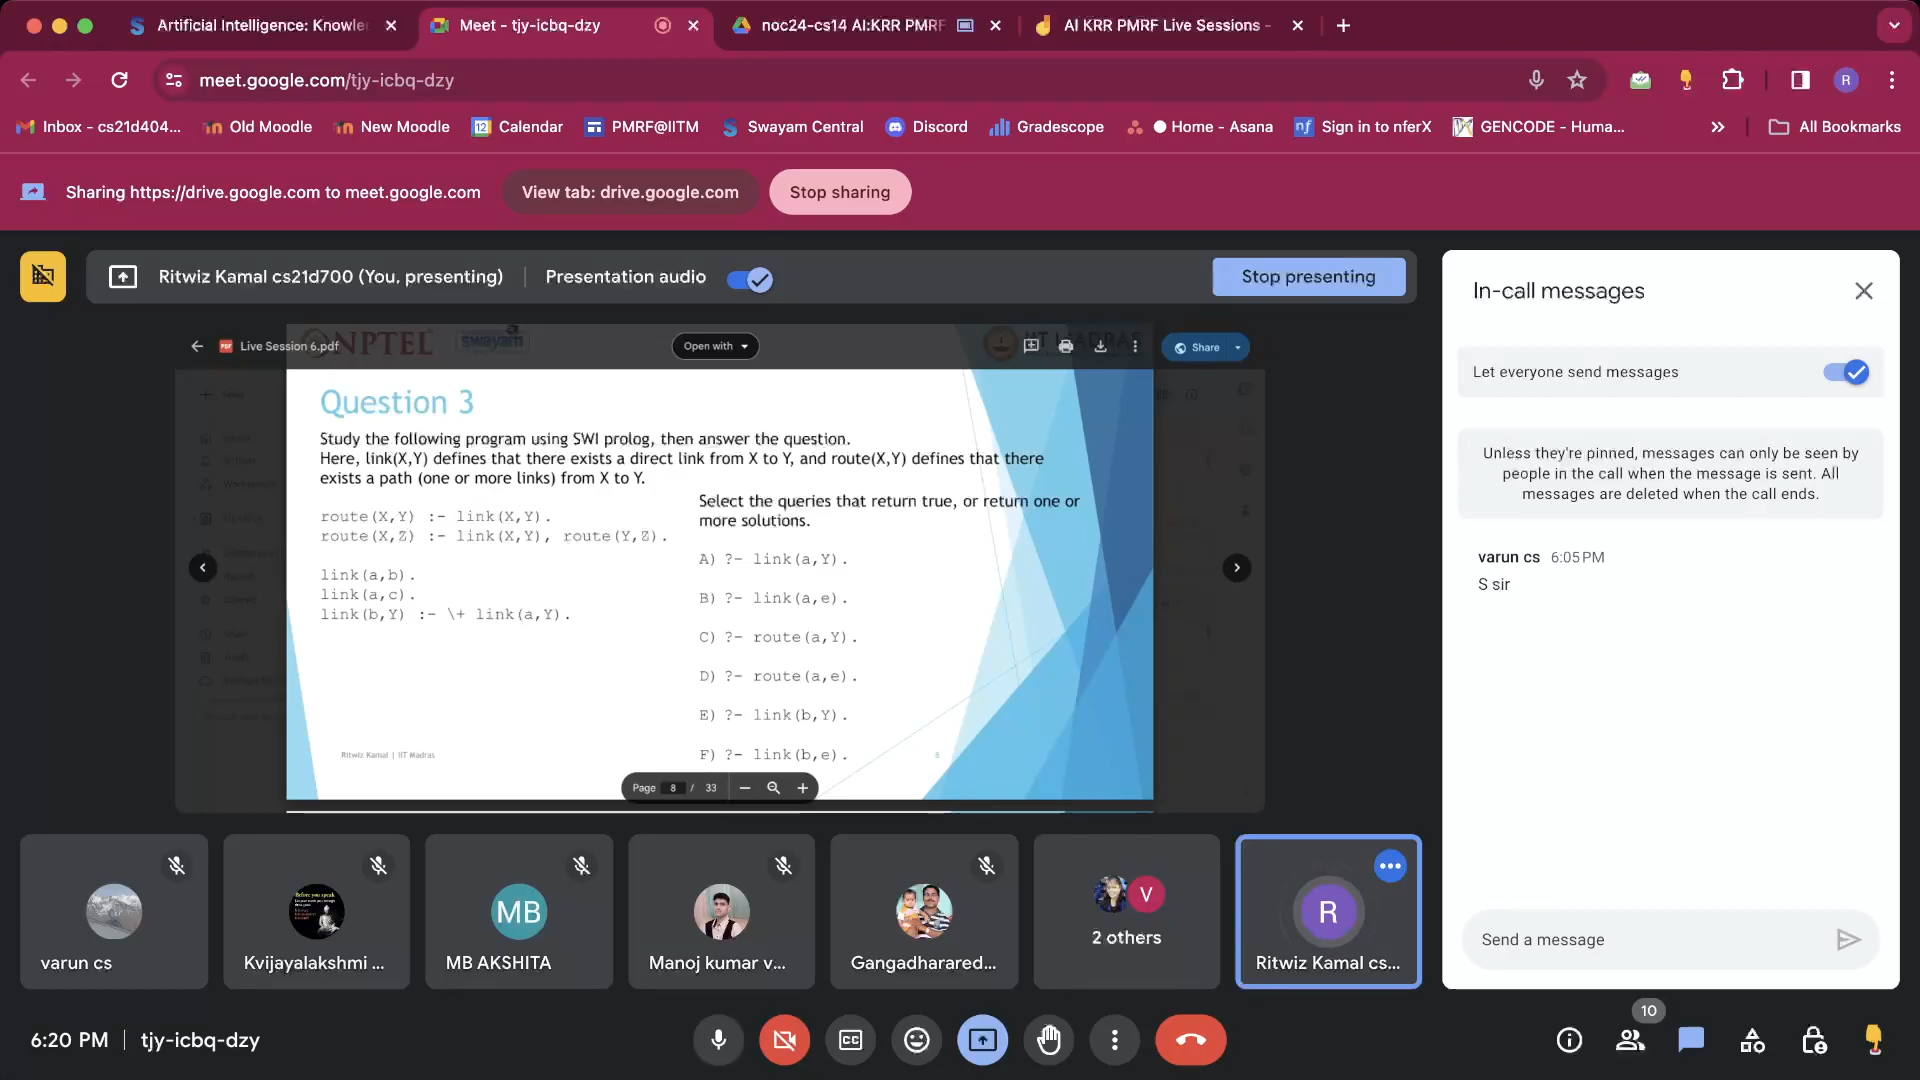 Artificial Intelligence: Knowle
Meet - tjy-icbq-dzy
noc24-cs14 AI:KRR PMRF
AI KRR PMRF Live Sessions -
meet.google.com/tjy-icbq-dzy
R
Inbox - cs21d404...
Old Moodle
New Moodle
12
Calendar
PMRF@IITM
Swayam Central
Discord
Gradescope
Home - Asana
nf
Sign in to nferX
GENCODE - Huma...
All Bookmarks
Sharing https://drive.google.com to meet.google.com
View tab: drive.google.com
Stop sharing
Ritwiz Kamal cs21d700 (You, presenting)
Presentation audio
Stop presenting
PDF
Live Session 6.pdf
NPTEL
swayam
Open with
IIT MADRAS
Share
Question 3
Study the following program using SWI prolog, then answer the question.
Here, link(X,Y) defines that there exists a direct link from X to Y, and route(X,Y) defines that there
exists a path (one or more links) from X to Y.
route(X,Y) :- link(X,Y).
route(X,Z) :- link(X,Y), route(Y,Z).
link(a,b).
link(a,c).
link(b,Y) :- \+ link(a,Y).
Select the queries that return true, or return one or
more solutions.
A) ?- link(a,Y).
B) ?- link(a,e).
C) ?- route(a,Y).
D) ?- route(a,e).
E) ?- link(b,Y).
F) ?- link(b,e).
Ritwiz Kamal | IIT Madras
8
Page 8 / 33
In-call messages
Let everyone send messages
Unless they're pinned, messages can only be seen by
people in the call when the message is sent. All
messages are deleted when the call ends.
varun cs 6:05 PM
S sir
Send a message
varun cs
Kvijayalakshmi ...
MB
MB AKSHITA
Manoj kumar v...
Gangadharared...
V
2 others
R
Ritwiz Kamal cs...
6:20 PM
tjy-icbq-dzy
CC
10